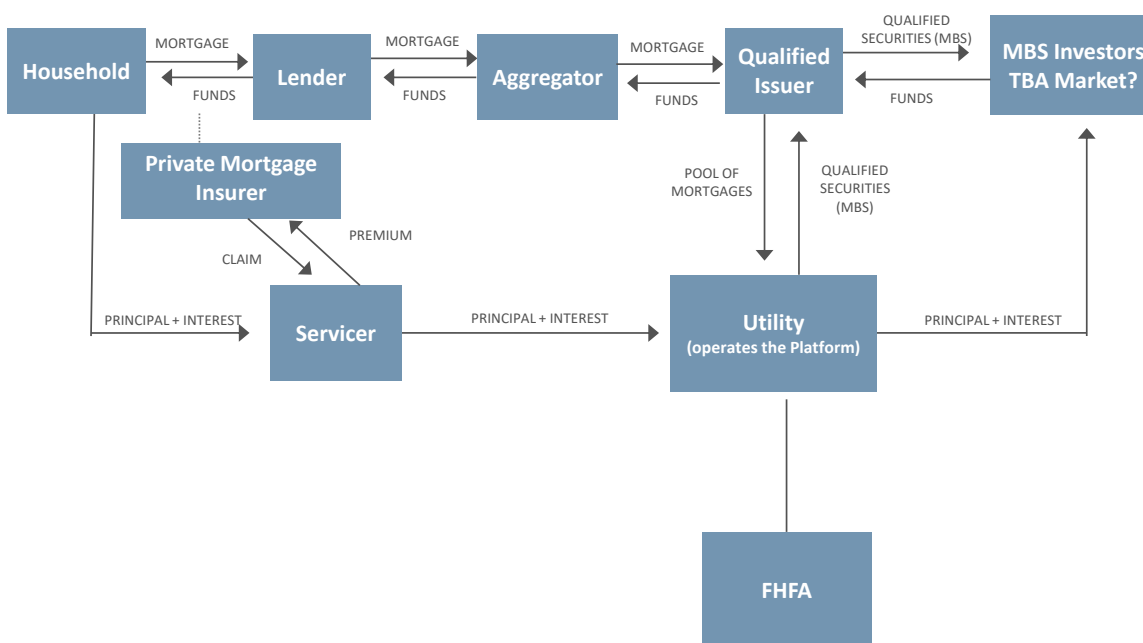 Household
MORTGAGE
FUNDS
Lender
MORTGAGE
FUNDS
Aggregator
MORTGAGE
FUNDS
Qualified
Issuer
QUALIFIED
SECURITIES (MBS)
FUNDS
MBS Investors
TBA Market?
Private Mortgage
Insurer
CLAIM
PREMIUM
POOL OF
MORTGAGES
QUALIFIED
SECURITIES
(MBS)
PRINCIPAL + INTEREST
Servicer
PRINCIPAL + INTEREST
Utility
(operates the Platform)
PRINCIPAL + INTEREST
FHFA